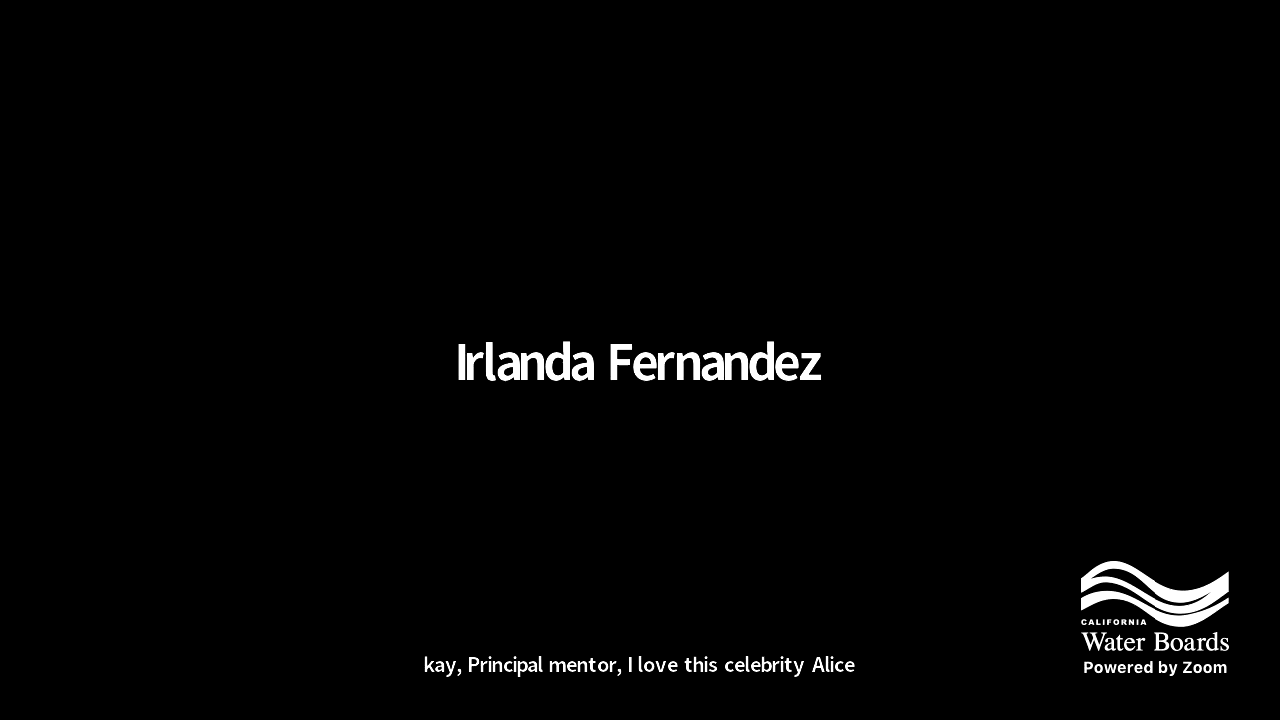 Irlanda Fernandez
CALIFORNIA
Water Boards
kay, Principal mentor, I love this celebrity Alice
Powered by Zoom